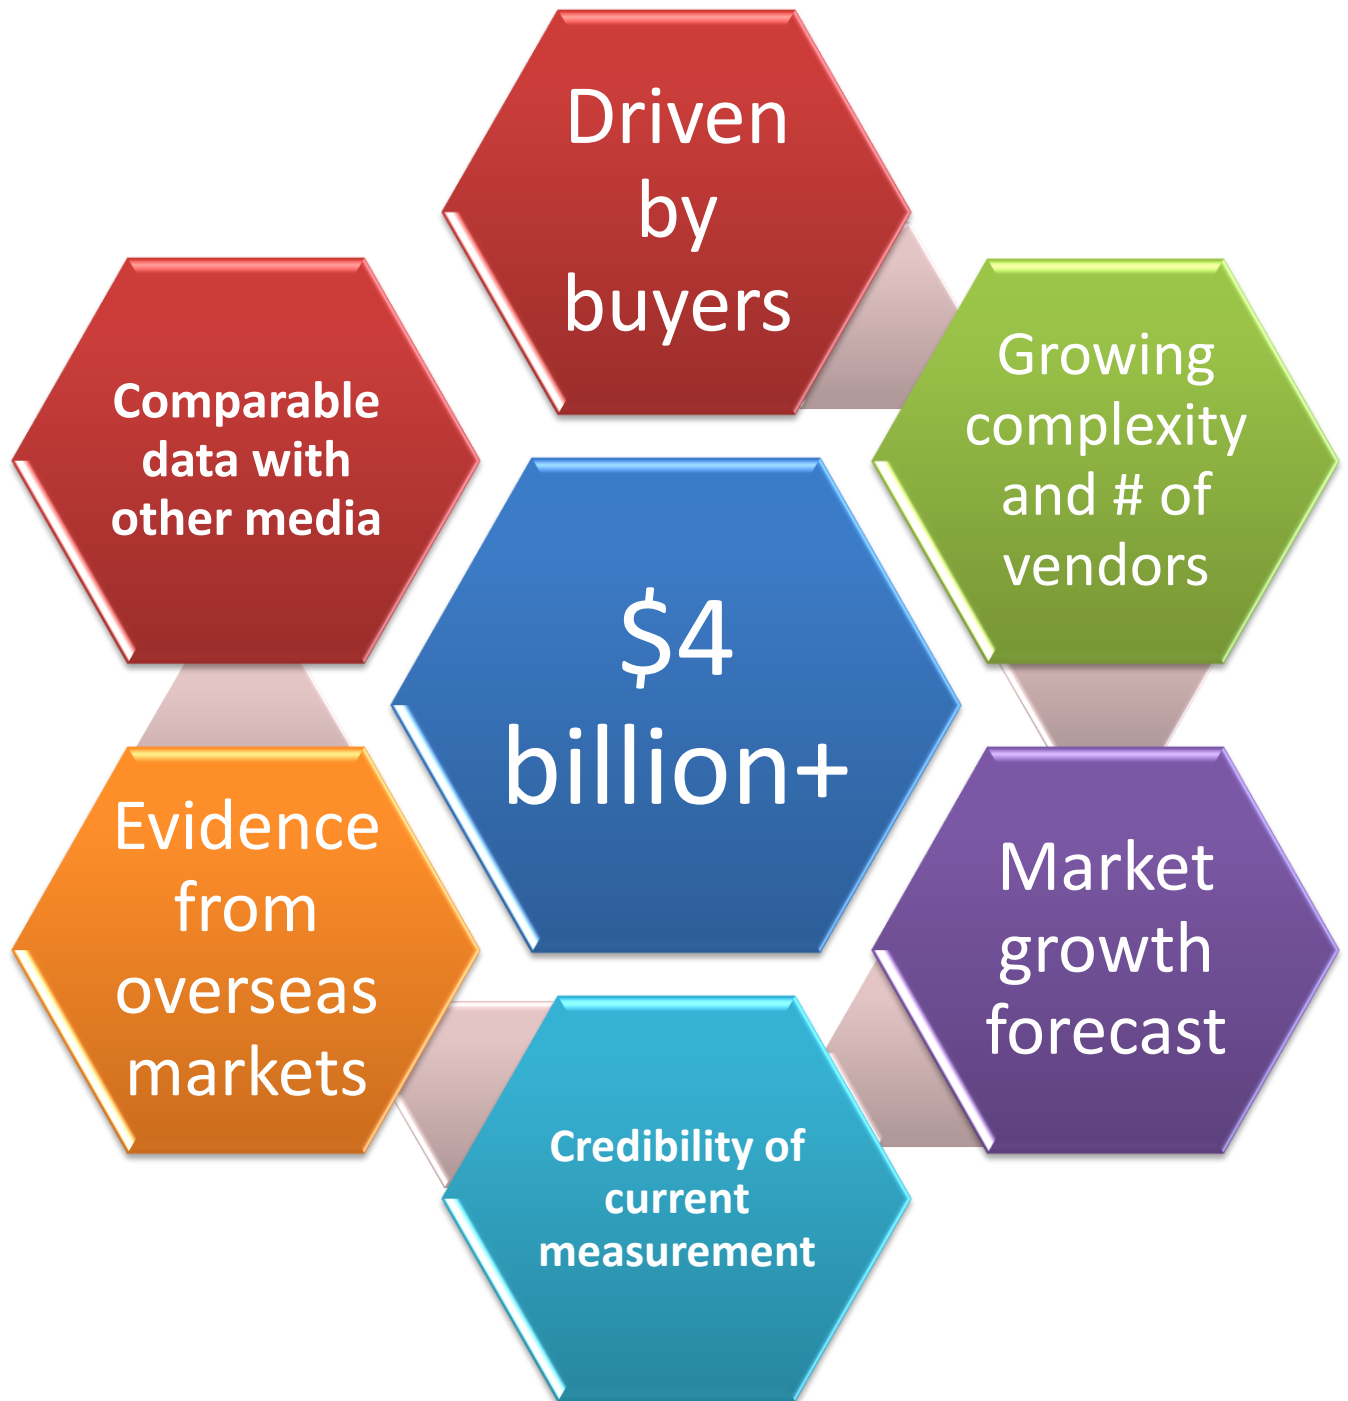 Driven
by
buyers
Growing
complexity
and # of
vendors
Market
growth
forecast
Credibility of
current
measurement
Evidence
from
overseas
markets
Comparable
data with
other media
$4
billion+